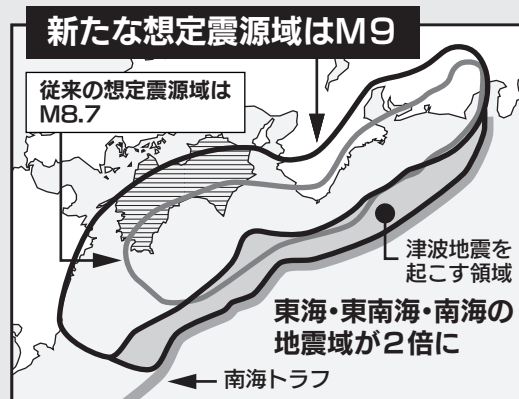 新たな想定震源域はM9
従来の想定震源域は
M8.7
津波地震を
起こす領域
東海・東南海・南海の
地震域が2倍に
南海トラフ